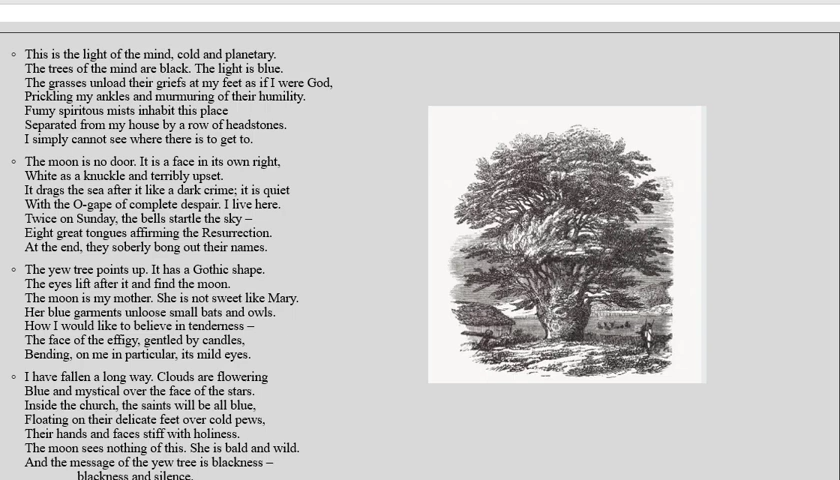 This is the light of the mind, cold and planetary.
The trees of the mind are black. The light is blue.
The grasses unload their griefs at my feet as if I were God,
Prickling my ankles and murmuring of their humility.
Fumy spiritous mists inhabit this place
Separated from my house by a row of headstones.
I simply cannot see where there is to get to.
The moon is no door. It is a face in its own right,
White as a knuckle and terribly upset.
It drags the sea after it like a dark crime; it is quiet
With the O-gape of complete despair. I live here.
Twice on Sunday, the bells startle the sky –
Eight great tongues affirming the Resurrection.
At the end, they soberly bong out their names.
The yew tree points up. It has a Gothic shape.
The eyes lift after it and find the moon.
The moon is my mother. She is not sweet like Mary.
Her blue garments unloose small bats and owls.
How I would like to believe in tenderness –
The face of the effigy, gentled by candles,
Bending, on me in particular, its mild eyes.
I have fallen a long way. Clouds are flowering
Blue and mystical over the face of the stars.
Inside the church, the saints will be all blue,
Floating on their delicate feet over cold pews,
Their hands and faces stiff with holiness.
The moon sees nothing of this. She is bald and wild.
And the message of the yew tree is blackness –
blackness and silence.